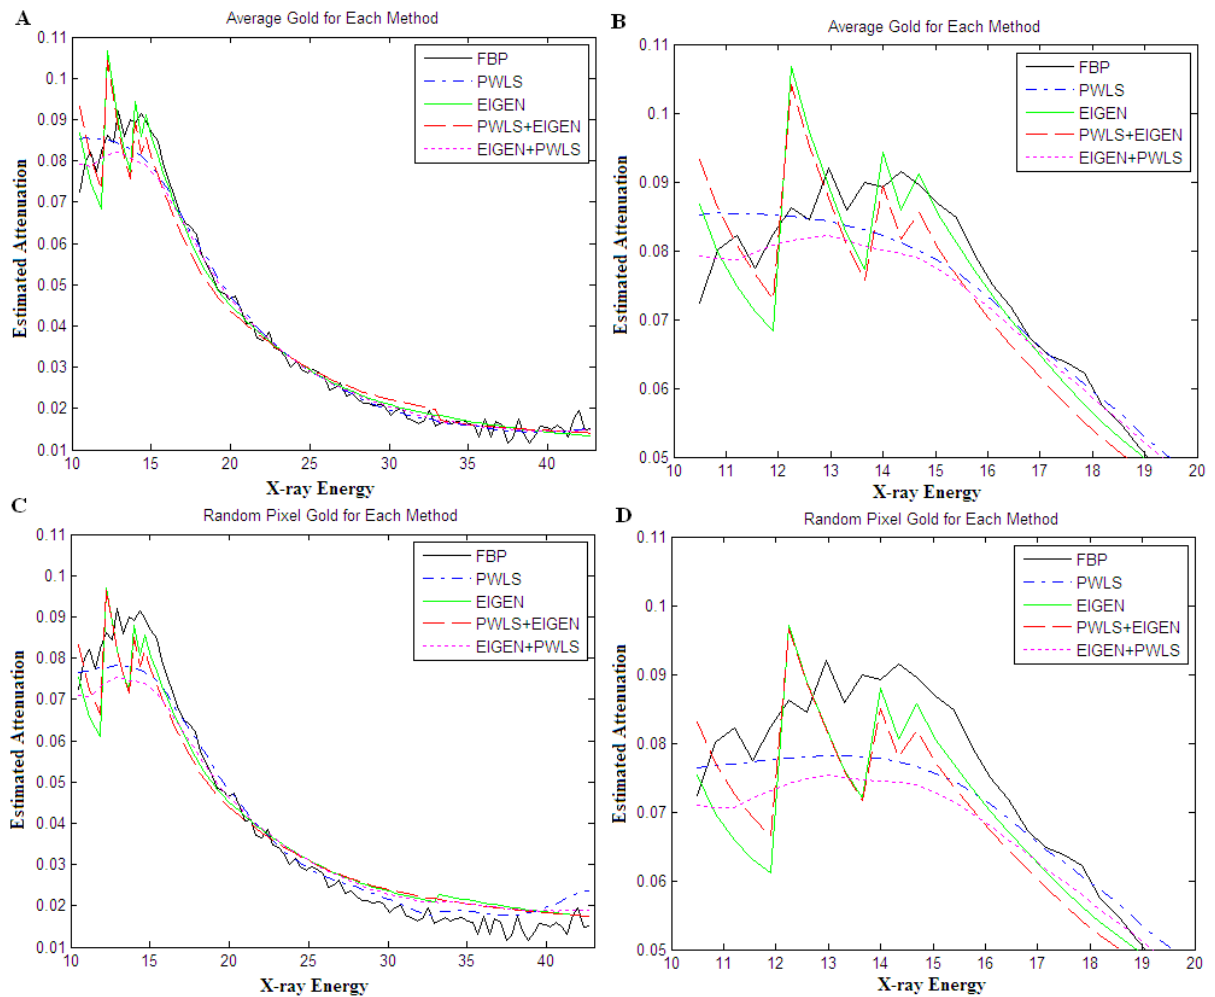 A
Average Gold for Each Method
0.11
0.1
0.09
0.08
0.07
0.06
0.05
0.04
0.03
0.02
0.01
10 15 20 25 30 35 40
Estimated Attenuation
X-ray Energy
FBP
PWLS
EIGEN
PWLS+EIGEN
EIGEN+PWLS
B
Average Gold for Each Method
0.11
0.1
0.09
0.08
0.07
0.06
0.05
10 11 12 13 14 15 16 17 18 19 20
Estimated Attenuation
X-ray Energy
FBP
PWLS
EIGEN
PWLS+EIGEN
EIGEN+PWLS
C
Random Pixel Gold for Each Method
0.11
0.1
0.09
0.08
0.07
0.06
0.05
0.04
0.03
0.02
0.01
10 15 20 25 30 35 40
Estimated Attenuation
X-ray Energy
FBP
PWLS
EIGEN
PWLS+EIGEN
EIGEN+PWLS
D
Random Pixel Gold for Each Method
0.11
0.1
0.09
0.08
0.07
0.06
0.05
10 11 12 13 14 15 16 17 18 19 20
Estimated Attenuation
X-ray Energy
FBP
PWLS
EIGEN
PWLS+EIGEN
EIGEN+PWLS